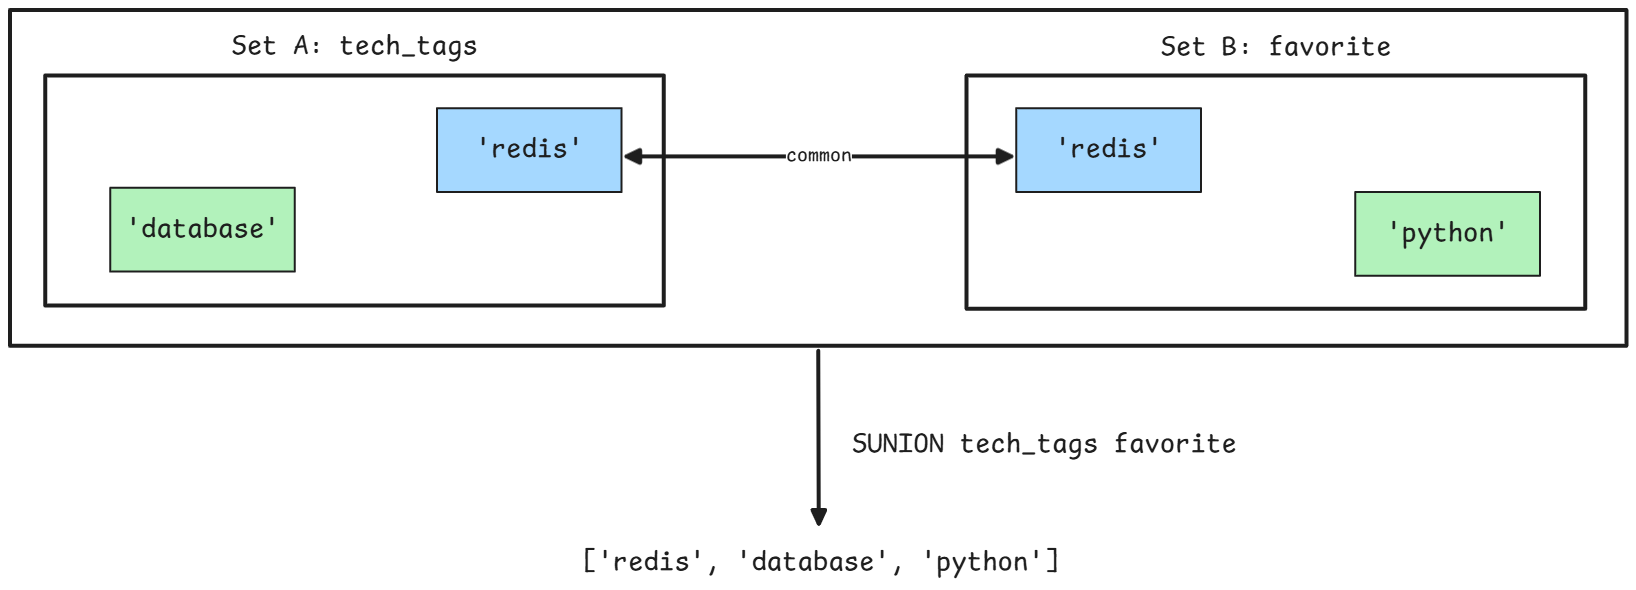 Set A: tech_tags
Set B: favorite
'redis'
common
'redis'
'database'
'python'
SUNION tech_tags favorite
['redis', 'database', 'python']